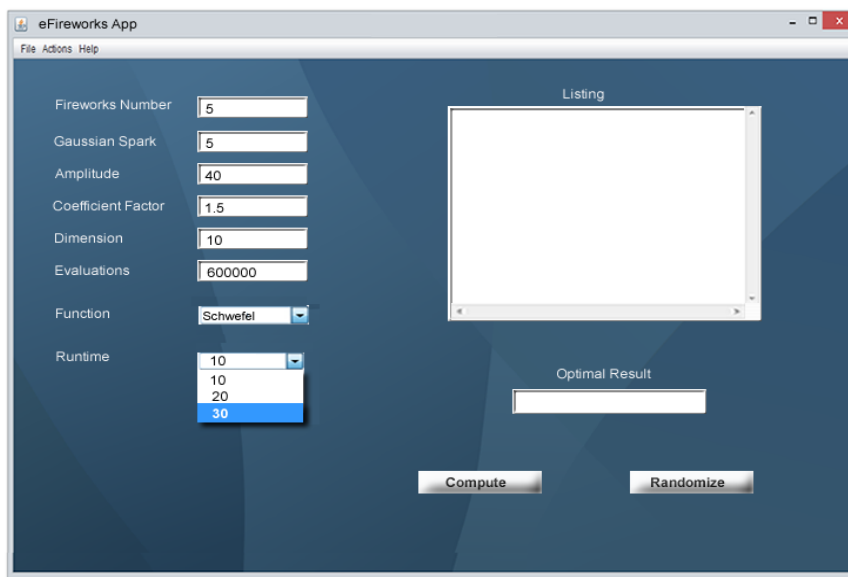 eFireworks App
File Actions Help
Fireworks Number 5
Gaussian Spark 5
Amplitude 40
Coefficient Factor 1.5
Dimension 10
Evaluations 600000
Function Schwefel
Runtime 10
10
20
30
Listing
Optimal Result
Compute Randomize